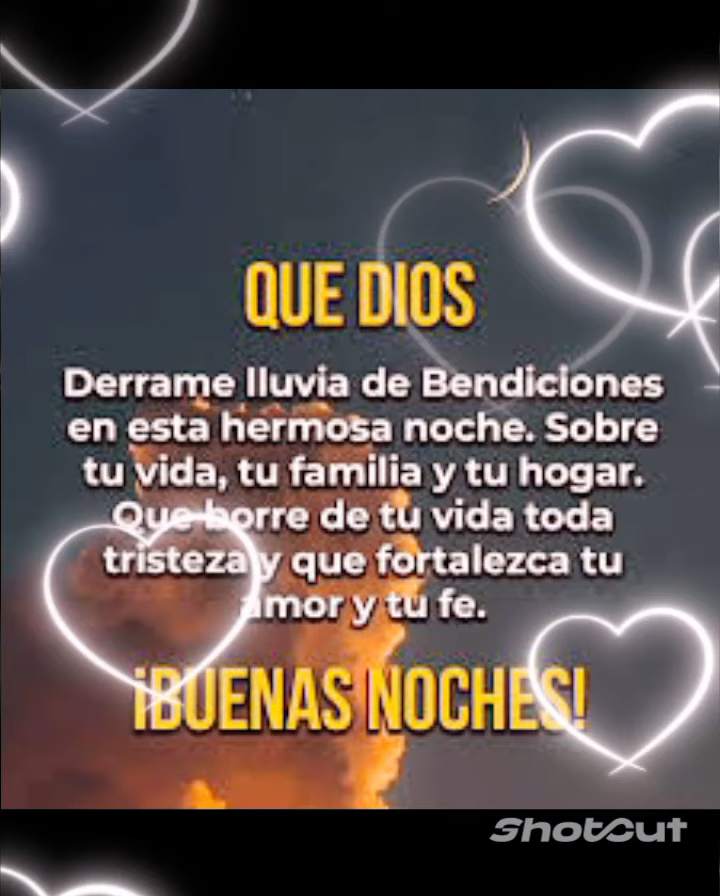 QUE DIOS
Derrame lluvia de Bendiciones
en esta hermosa noche. Sobre
tu vida, tu familia y tu hogar.
Que borre de tu vida toda
tristeza y que fortalezca tu
amor y tu fe.
¡BUENAS NOCHES!
ShotCut